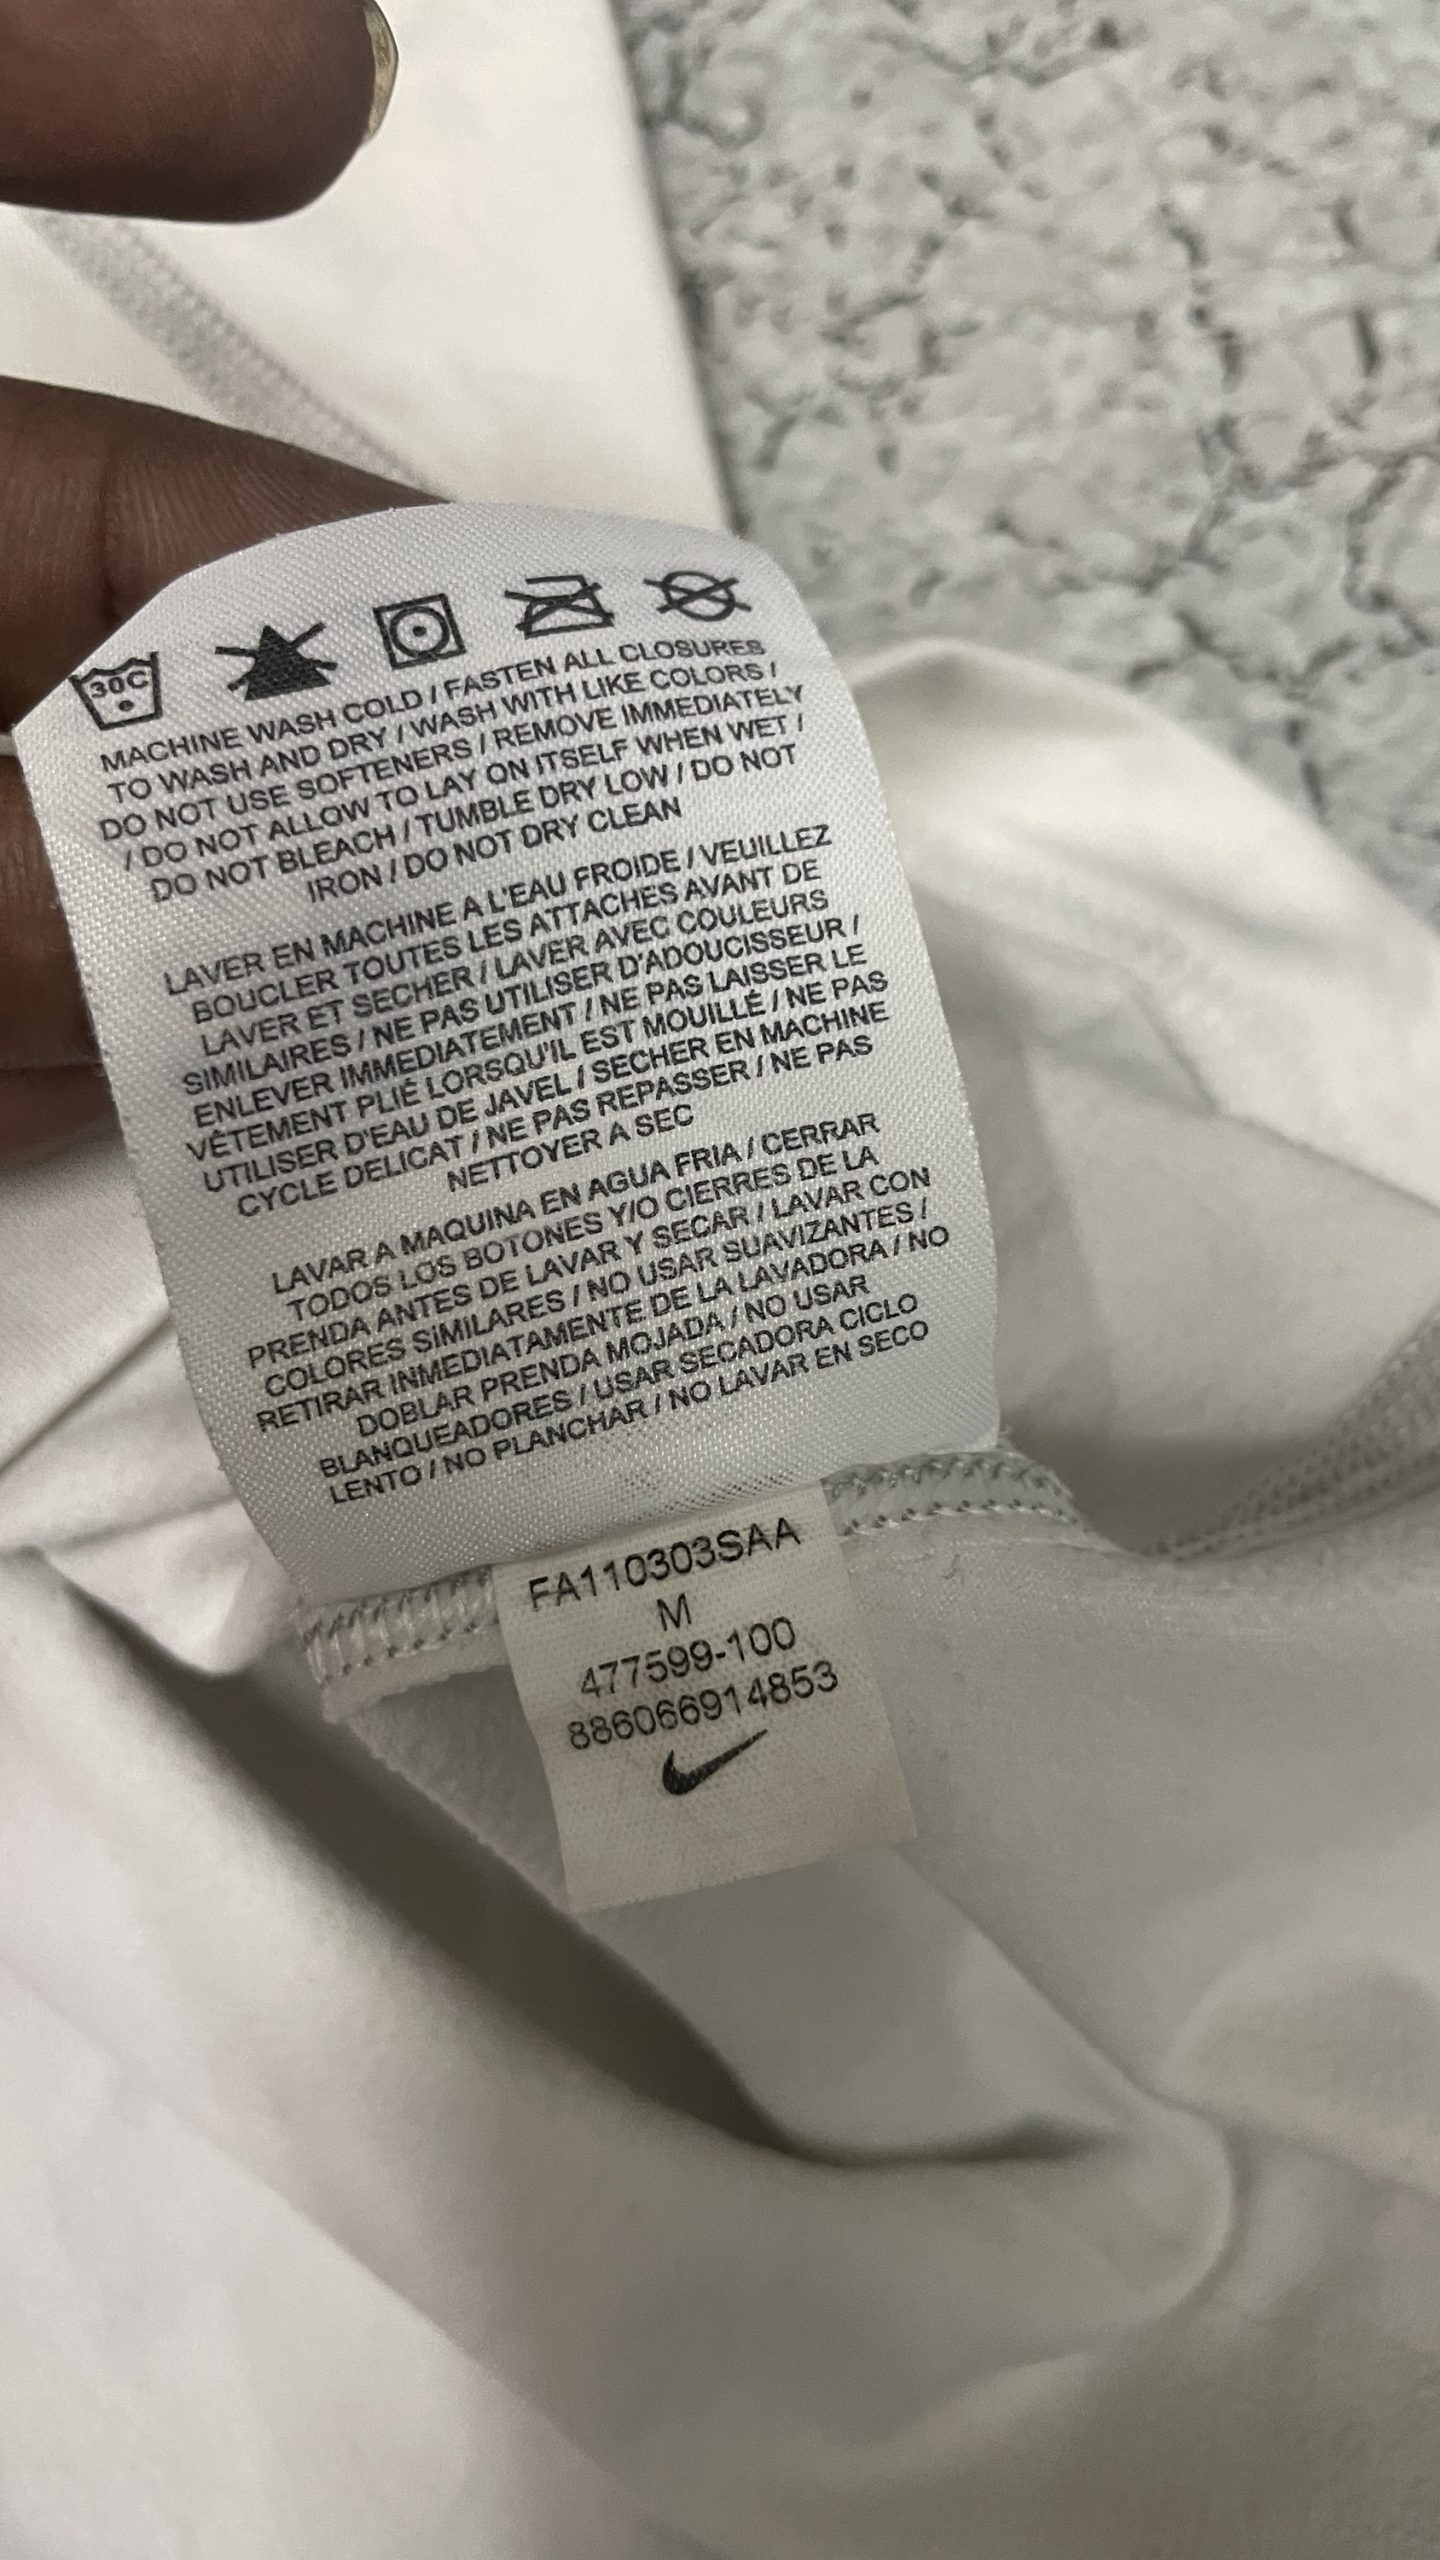 30C
MACHINE WASH COLD / FASTEN ALL CLOSURES
TO WASH AND DRY / WASH WITH LIKE COLORS /
DO NOT USE SOFTENERS / REMOVE IMMEDIATELY
/ DO NOT ALLOW TO LAY ON ITSELF WHEN WET /
DO NOT BLEACH / TUMBLE DRY LOW / DO NOT
IRON / DO NOT DRY CLEAN
LAVER EN MACHINE A L'EAU FROIDE / VEUILLEZ
BOUCLER TOUTES LES ATTACHES AVANT DE
LAVER ET SECHER / LAVER AVEC COULEURS
SIMILAIRES / NE PAS UTILISER D'ADOUCISSEUR /
ENLEVER IMMEDIATEMENT / NE PAS LAISSER LE
VÊTEMENT PLIÉ LORSQU'IL EST MOUILLÉ / NE PAS
UTILISER D'EAU DE JAVEL / SECHER EN MACHINE
CYCLE DELICAT / NE PAS REPASSER / NE PAS
NETTOYER A SEC
LAVAR A MAQUINA EN AGUA FRIA / CERRAR
TODOS LOS BOTONES Y/O CIERRES DE LA
PRENDA ANTES DE LAVAR Y SECAR / LAVAR CON
COLORES SIMILARES / NO USAR SUAVIZANTES /
RETIRAR INMEDIATAMENTE DE LA LAVADORA / NO
DOBLAR PRENDA MOJADA / NO USAR
BLANQUEADORES / USAR SECADORA CICLO
LENTO / NO PLANCHAR / NO LAVAR EN SECO
FA110303SAA
M
477599-100
886066914853